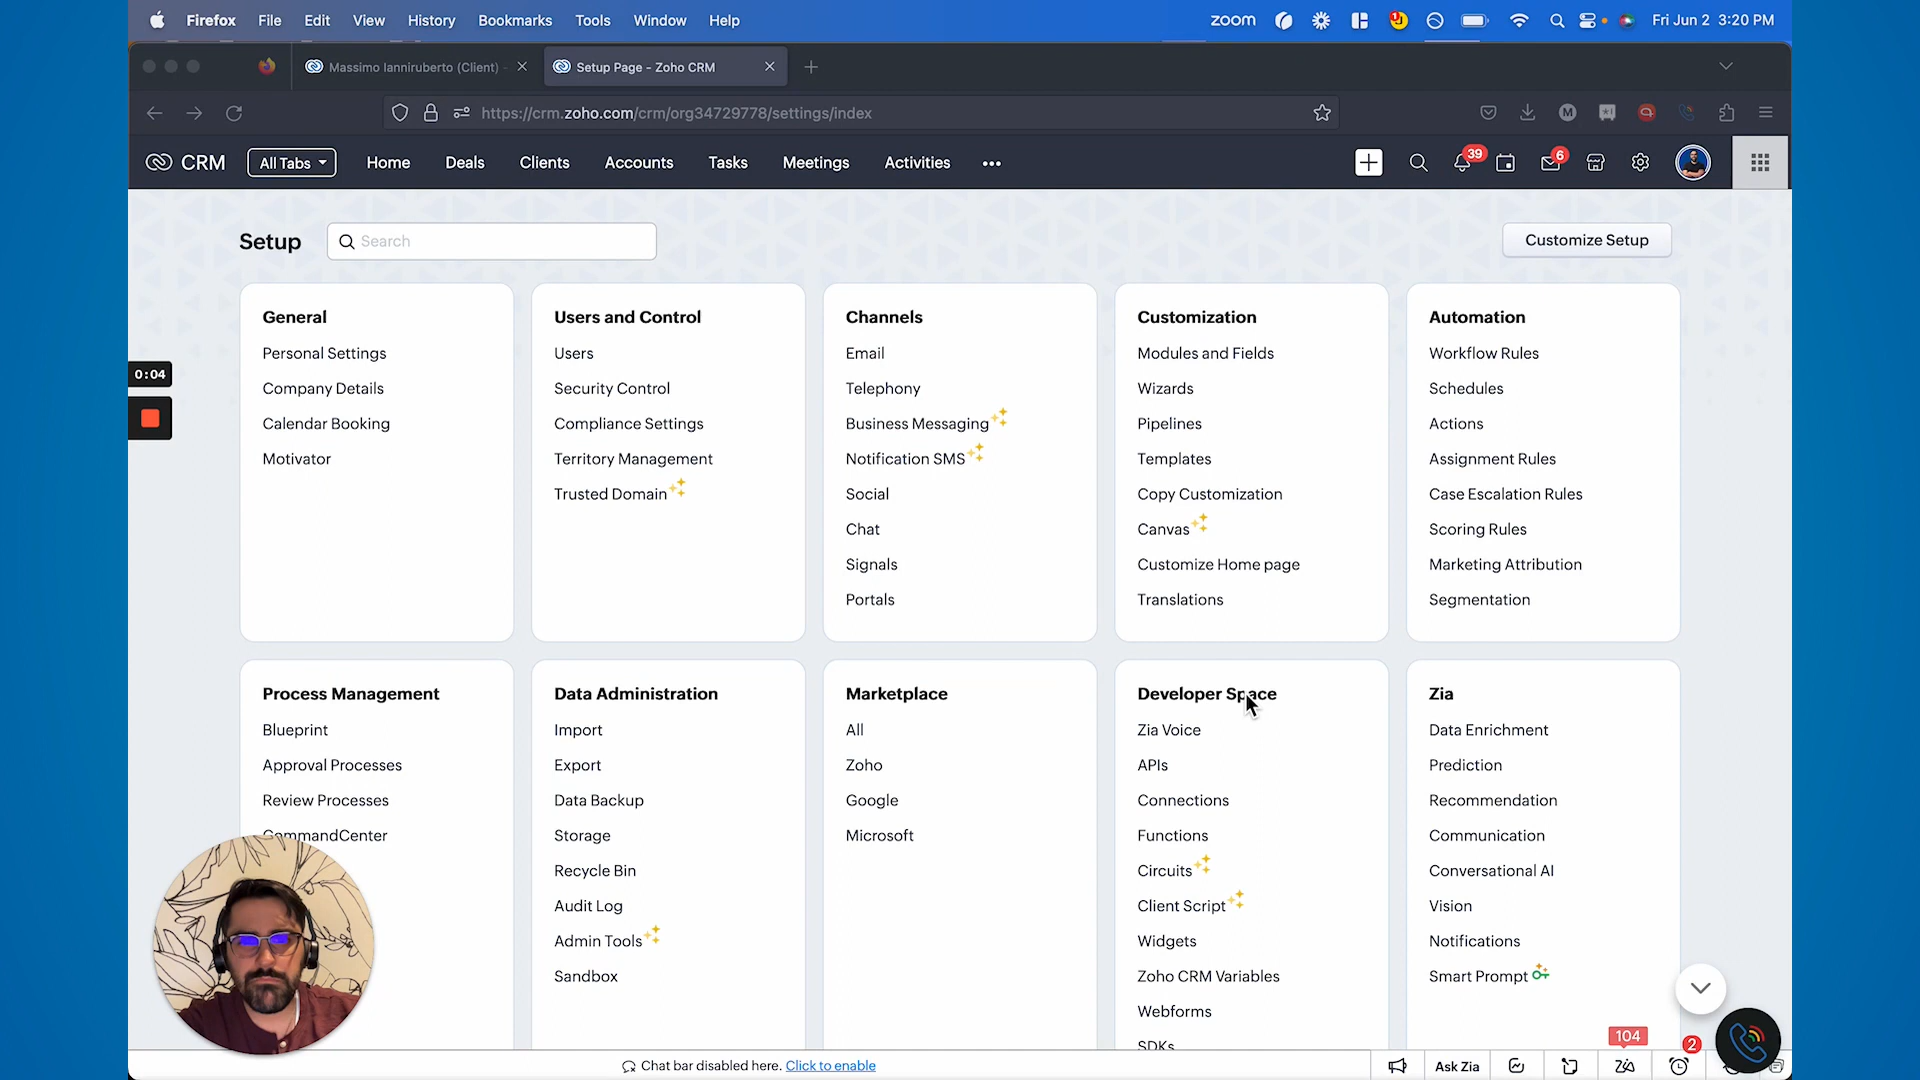 Firefox File Edit View History Bookmarks Tools Window Help
zoom
1
Fri Jun 2 3:20 PM
Massimo Ianniruberto (Client) -
Setup Page - Zoho CRM
https://crm.zoho.com/crm/org34729778/settings/index
M
CRM
All Tabs
Home Deals Clients Accounts Tasks Meetings Activities
39
6
Setup
Search
Customize Setup
General
Personal Settings
Company Details
Calendar Booking
Motivator
Users and Control
Users
Security Control
Compliance Settings
Territory Management
Trusted Domain
Channels
Email
Telephony
Business Messaging
Notification SMS
Social
Chat
Signals
Portals
Customization
Modules and Fields
Wizards
Pipelines
Templates
Copy Customization
Canvas
Customize Home page
Translations
Automation
Workflow Rules
Schedules
Actions
Assignment Rules
Case Escalation Rules
Scoring Rules
Marketing Attribution
Segmentation
0:04
Process Management
Blueprint
Approval Processes
Review Processes
CommandCenter
Data Administration
Import
Export
Data Backup
Storage
Recycle Bin
Audit Log
Admin Tools
Sandbox
Marketplace
All
Zoho
Google
Microsoft
Developer Space
Zia Voice
APIs
Connections
Functions
Circuits
Client Script
Widgets
Zoho CRM Variables
Webforms
SDKs
Zia
Data Enrichment
Prediction
Recommendation
Communication
Conversational AI
Vision
Notifications
Smart Prompt
104
2
Chat bar disabled here. Click to enable
Ask Zia